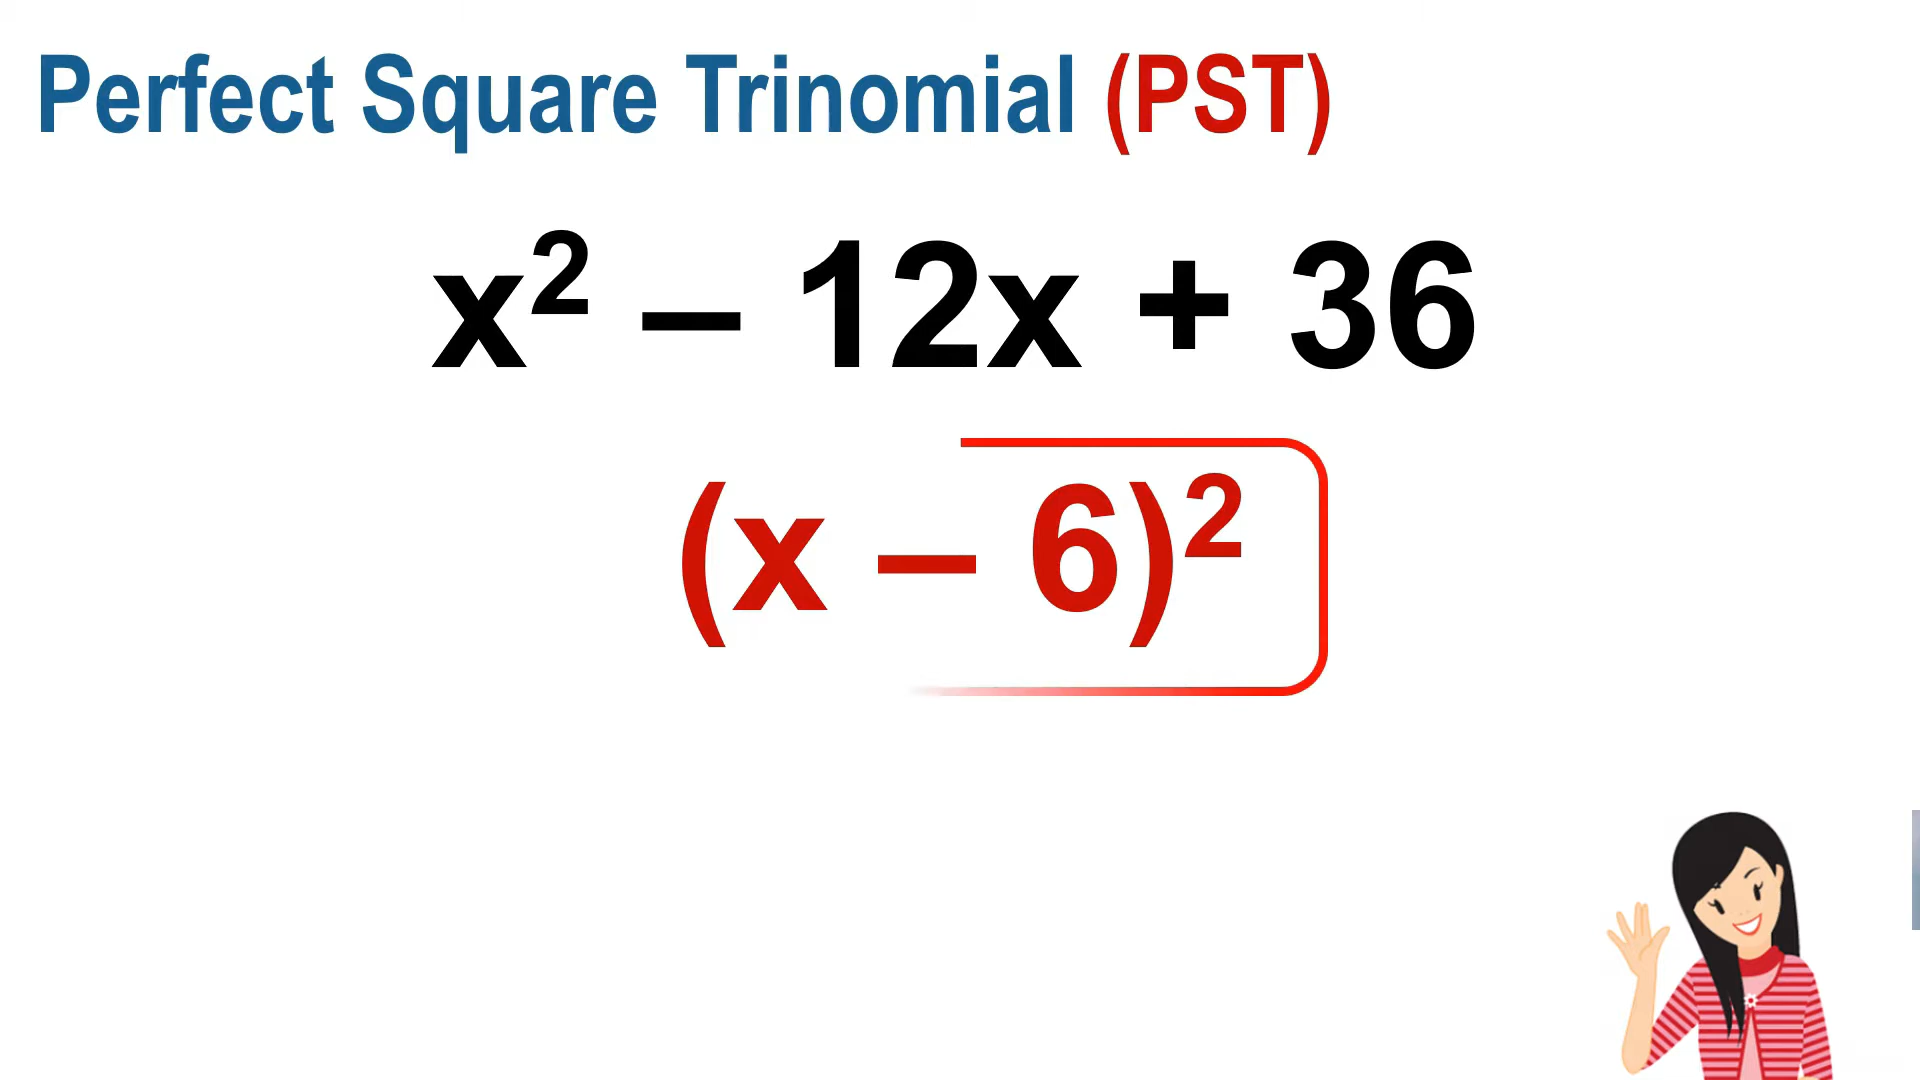 Perfect Square Trinomial (PST)
x² – 12x + 36
(x – 6)²